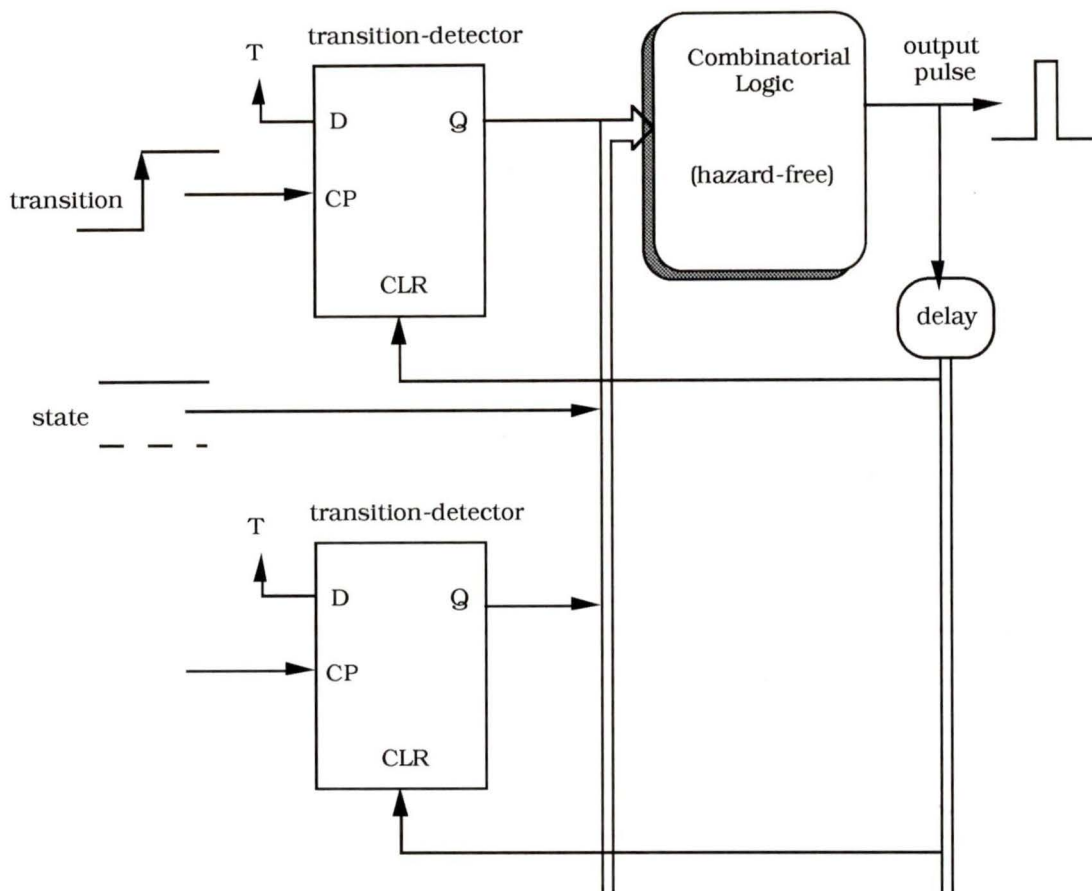 transition-detector
T
D
Q
CP
CLR
transition
Combinatorial
Logic
(hazard-free)
output
pulse
delay
state
transition-detector
T
D
Q
CP
CLR